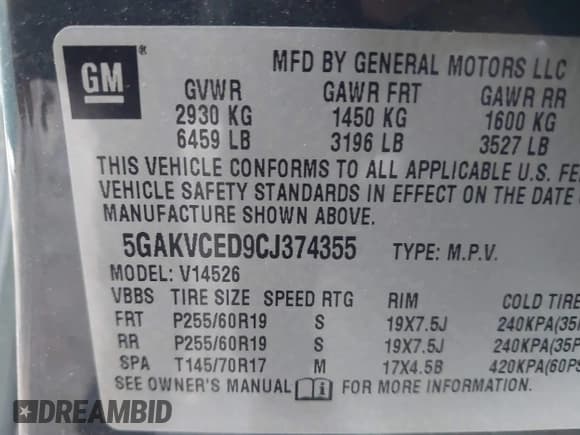 GM ®
MFD BY GENERAL MOTORS LLC
GVWR GAWR FRT GAWR RR
2930 KG 1450 KG 1600 KG
6459 LB 3196 LB 3527 LB
THIS VEHICLE CONFORMS TO ALL APPLICABLE U.S. FE
VEHICLE SAFETY STANDARDS IN EFFECT ON THE DATE
MANUFACTURE SHOWN ABOVE.
5GAKVCED9CJ374355 TYPE: M.P.V.
MODEL: V14526
VBBS TIRE SIZE SPEED RTG RIM COLD TIRE
FRT P255/60R19 S 19X7.5J 240KPA(35
RR P255/60R19 S 19X7.5J 240KPA(35P
SPA T145/70R17 M 17X4.5B 420KPA(60PS
SEE OWNER'S MANUAL i FOR MORE INFORMATION.
DREAMBID